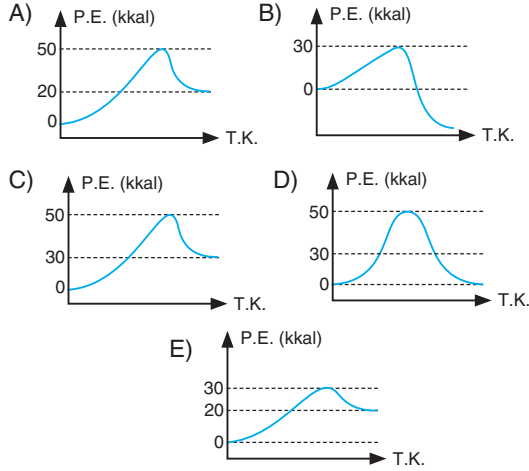 A)
P.E. (kkal)
50
20
0
T.K.
B)
P.E. (kkal)
30
0
T.K.
C)
P.E. (kkal)
50
30
0
T.K.
D)
P.E. (kkal)
50
30
0
T.K.
E)
P.E. (kkal)
30
20
0
T.K.